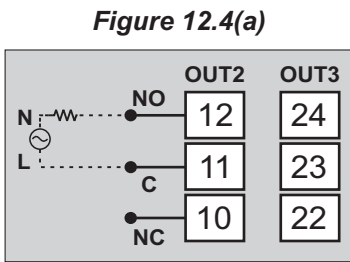 Figure 12.4(a)
OUT2 OUT3
N NO 12 24
L C 11 23
NC 10 22